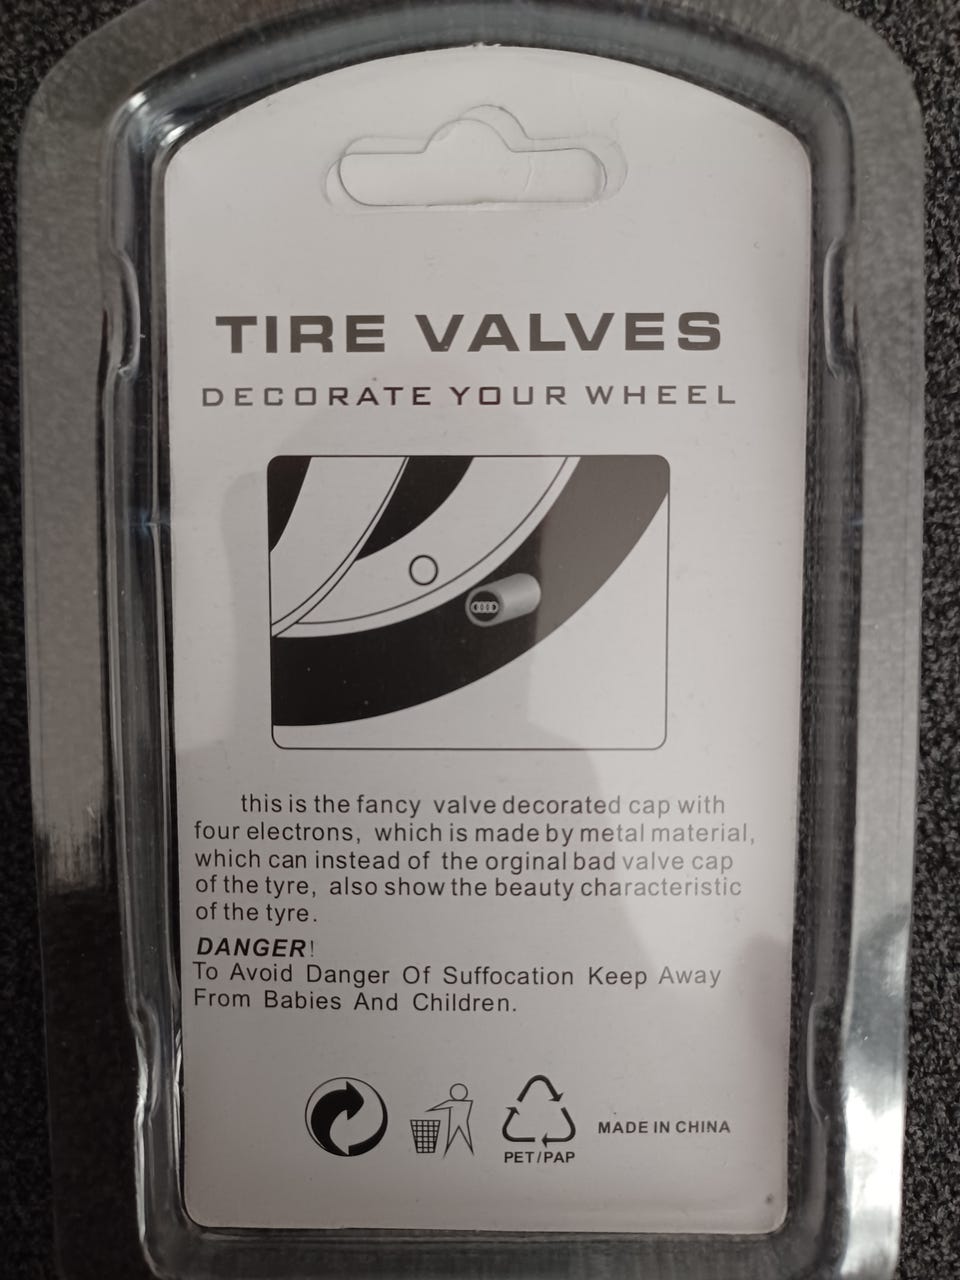 TIRE VALVES
DECORATE YOUR WHEEL
this is the fancy valve decorated cap with
four electrons, which is made by metal material,
which can instead of the orginal bad valve cap
of the tyre, also show the beauty characteristic
of the tyre.
DANGER!
To Avoid Danger Of Suffocation Keep Away
From Babies And Children.
PET/PAP
MADE IN CHINA